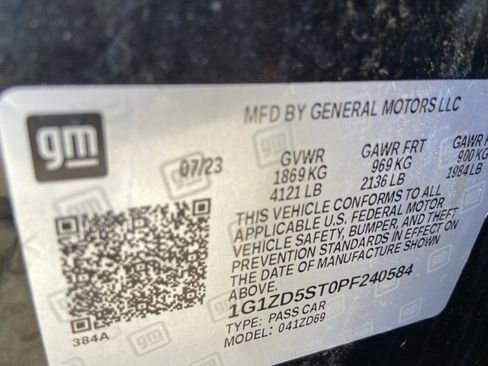 gm
MFD BY GENERAL MOTORS LLC
07/23 GVWR GAWR FRT GAWR
1869 KG 969 KG 900 KG
4121 LB 2136 LB 1984 LB
THIS VEHICLE CONFORMS TO ALL
APPLICABLE U.S. FEDERAL MOTOR
VEHICLE SAFETY, BUMPER, AND THEFT
PREVENTION STANDARDS IN EFFECT ON
THE DATE OF MANUFACTURE SHOWN
ABOVE.
1G1ZD5ST0PF240584
TYPE: PASS CAR
MODEL: 041ZD69
384A